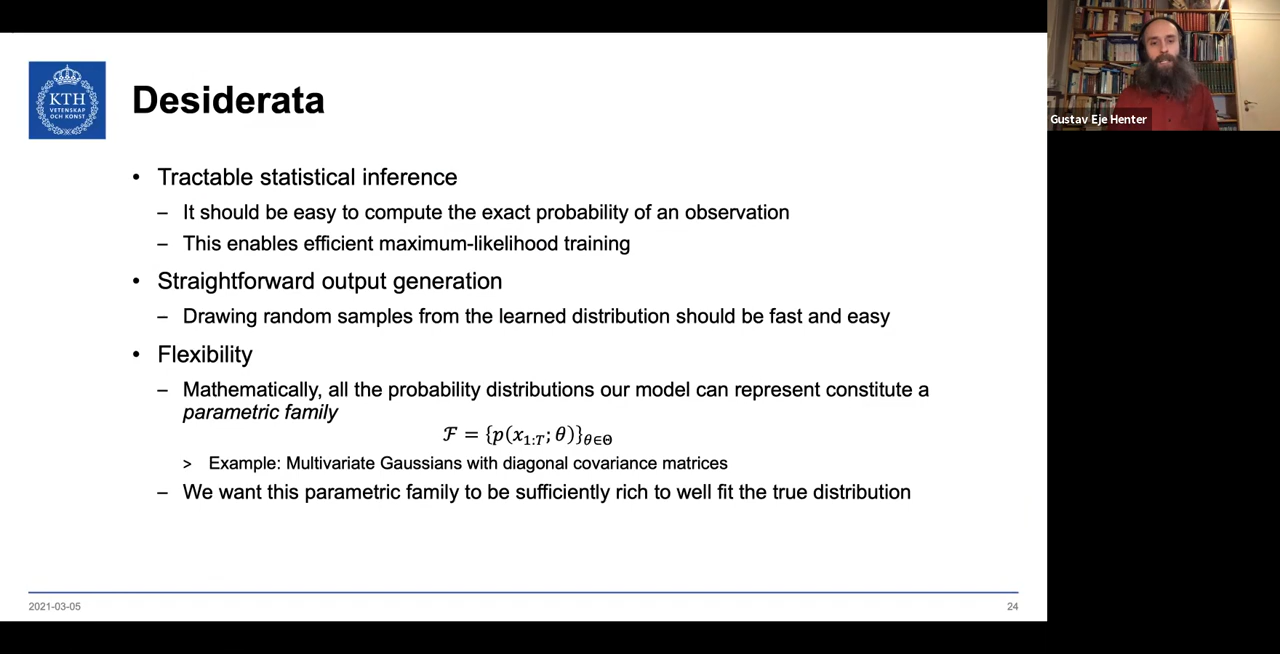 KTH
VETENSKAP
OCH KONST
Desiderata
• Tractable statistical inference
– It should be easy to compute the exact probability of an observation
– This enables efficient maximum-likelihood training
• Straightforward output generation
– Drawing random samples from the learned distribution should be fast and easy
• Flexibility
– Mathematically, all the probability distributions our model can represent constitute a
parametric family
ℱ = {p(x_{1:T}; θ)}_{θ∈Θ}
> Example: Multivariate Gaussians with diagonal covariance matrices
– We want this parametric family to be sufficiently rich to well fit the true distribution
2021-03-05
24
Gustav Eje Henter